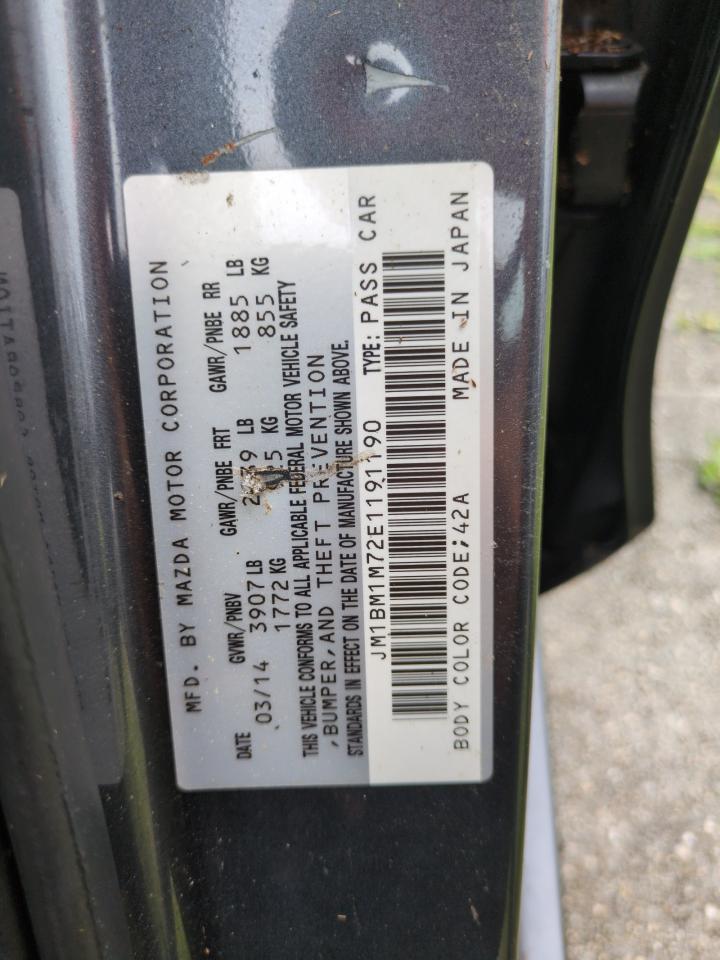 MFD. BY MAZDA MOTOR CORPORATION
DATE GVWR/PNBV GAWR/PNBE FRT GAWR/PNBE RR
03/14 3907LB LB 1885 LB
1772KG KG 855 KG
THIS VEHICLE CONFORMS TO ALL APPLICABLE FEDERAL MOTOR VEHICLE SAFETY
,BUMPER,AND THEFT PREVENTION
STANDARDS IN EFFECT ON THE DATE OF MANUFACTURE SHOWN ABOVE.
JM1BM1M72E1191190 TYPE: PASS CAR
BODY COLOR CODE;42A MADE IN JAPAN